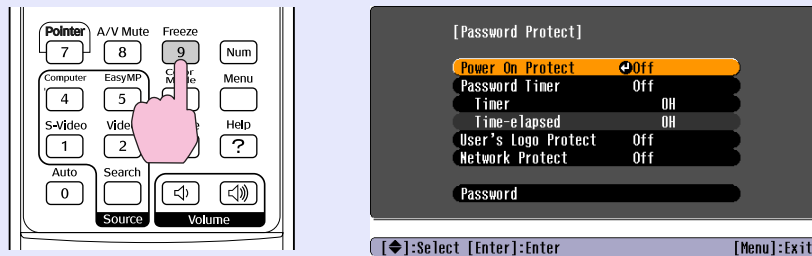 Pointer A/V Mute Freeze
7 8 9 Num
Computer EasyMP Menu
4 5
S-Video Help
1 2 ?
Auto Search
0
Source Volume
[Password Protect]
Power On Protect Off
Password Timer Off
Timer 0H
Time-elapsed 0H
User's Logo Protect Off
Network Protect Off
Password
[ ]:Select [Enter]:Enter [Menu]:Exit